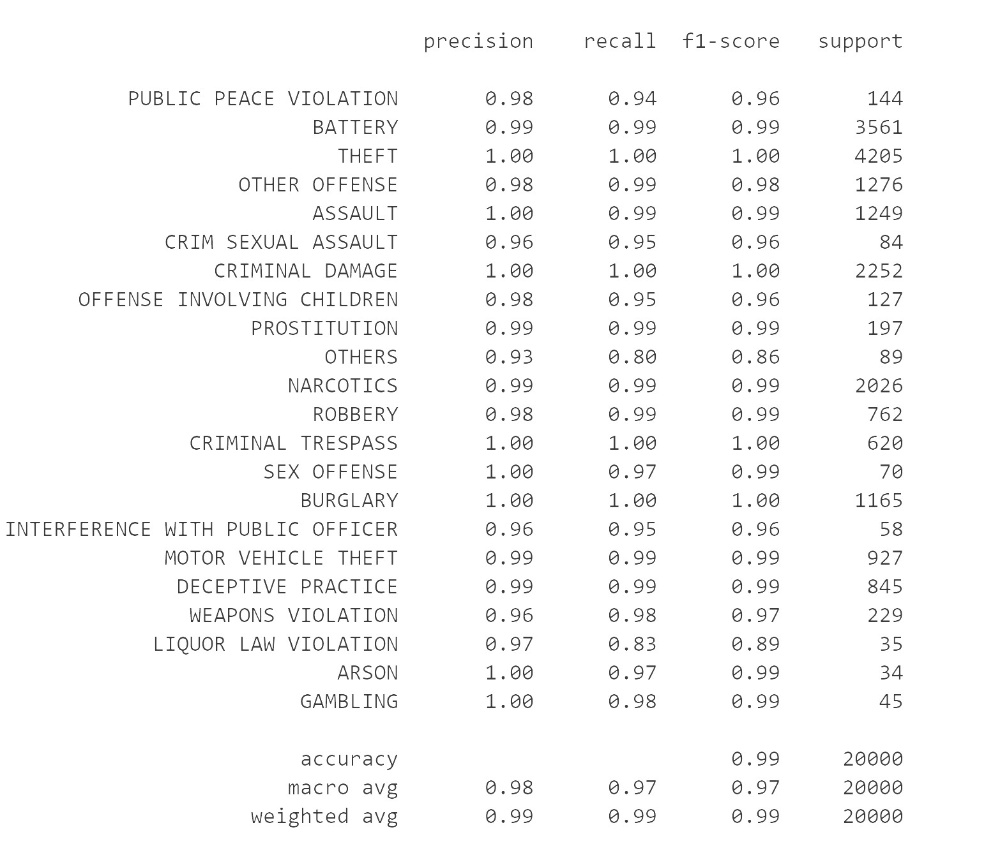 precision recall f1-score support
PUBLIC PEACE VIOLATION 0.98 0.94 0.96 144
BATTERY 0.99 0.99 0.99 3561
THEFT 1.00 1.00 1.00 4205
OTHER OFFENSE 0.98 0.99 0.98 1276
ASSAULT 1.00 0.99 0.99 1249
CRIM SEXUAL ASSAULT 0.96 0.95 0.96 84
CRIMINAL DAMAGE 1.00 1.00 1.00 2252
OFFENSE INVOLVING CHILDREN 0.98 0.95 0.96 127
PROSTITUTION 0.99 0.99 0.99 197
OTHERS 0.93 0.80 0.86 89
NARCOTICS 0.99 0.99 0.99 2026
ROBBERY 0.98 0.99 0.99 762
CRIMINAL TRESPASS 1.00 1.00 1.00 620
SEX OFFENSE 1.00 0.97 0.99 70
BURGLARY 1.00 1.00 1.00 1165
INTERFERENCE WITH PUBLIC OFFICER 0.96 0.95 0.96 58
MOTOR VEHICLE THEFT 0.99 0.99 0.99 927
DECEPTIVE PRACTICE 0.99 0.99 0.99 845
WEAPONS VIOLATION 0.96 0.98 0.97 229
LIQUOR LAW VIOLATION 0.97 0.83 0.89 35
ARSON 1.00 0.97 0.99 34
GAMBLING 1.00 0.98 0.99 45
accuracy 0.99 20000
macro avg 0.98 0.97 0.97 20000
weighted avg 0.99 0.99 0.99 20000